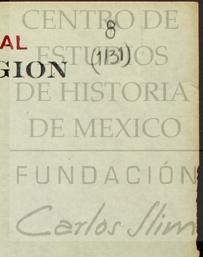 CENTRO DE
8
AL
ESTUDIOS
GION
(131)
DE HISTORIA
DE MEXICO
FUNDACIÓN
Carlos Slim